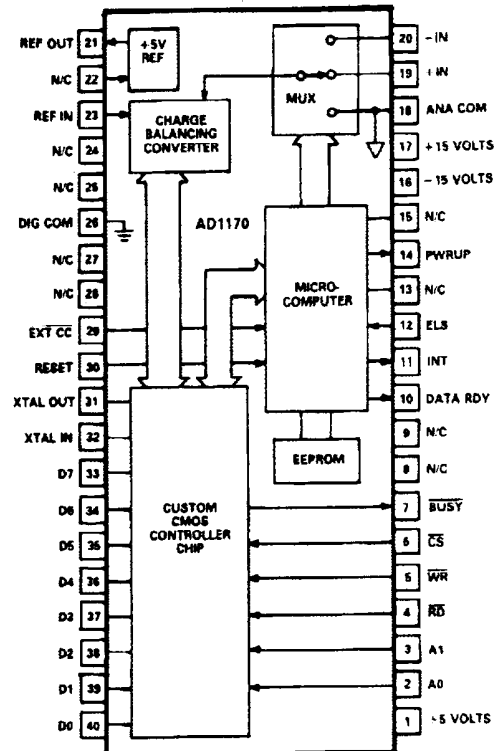 REF OUT 21
N/C 22
REF IN 23
N/C 24
N/C 25
DIG COM 26
N/C 27
N/C 28
EXT CC 29
RESET 30
XTAL OUT 31
XTAL IN 32
D7 33
D6 34
D5 35
D4 36
D3 37
D2 38
D1 39
D0 40
+5V
REF
CHARGE
BALANCING
CONVERTER
MUX
AD1170
MICRO-
COMPUTER
EEPROM
CUSTOM
CMOS
CONTROLLER
CHIP
20 -IN
19 +IN
18 ANA COM
17 +15 VOLTS
16 -15 VOLTS
15 N/C
14 PWRUP
13 N/C
12 ELS
11 INT
10 DATA RDY
9 N/C
8 N/C
7 BUSY
6 CS
5 WR
4 RD
3 A1
2 A0
1 +5 VOLTS